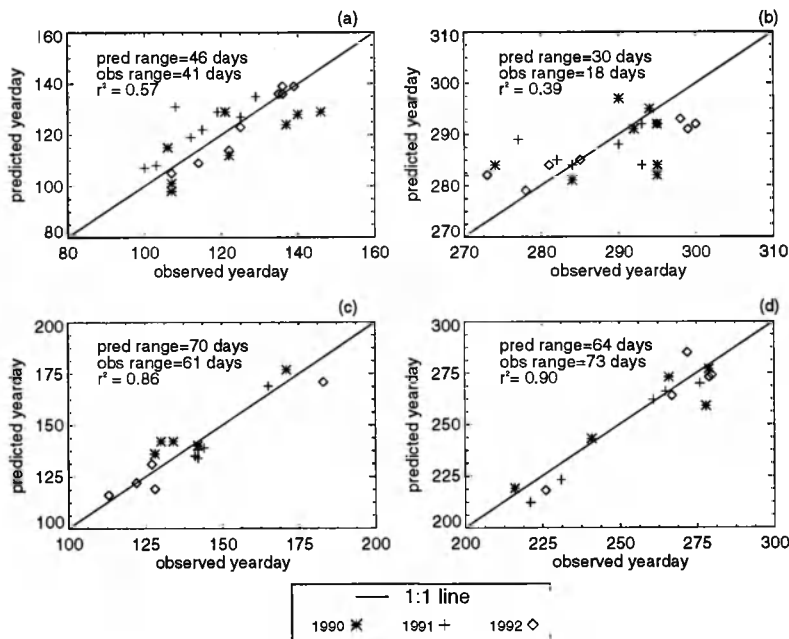 (a)
160
140
120
100
80
predicted yearday
pred range=46 days
obs range=41 days
r² = 0.57
80 100 120 140 160
observed yearday
(b)
310
300
290
280
270
predicted yearday
pred range=30 days
obs range=18 days
r² = 0.39
270 280 290 300 310
observed yearday
(c)
200
175
150
125
100
predicted yearday
pred range=70 days
obs range=61 days
r² = 0.86
100 125 150 175 200
observed yearday
(d)
300
275
250
225
200
predicted yearday
pred range=64 days
obs range=73 days
r² = 0.90
200 225 250 275 300
observed yearday
1:1 line
1990 1991 1992